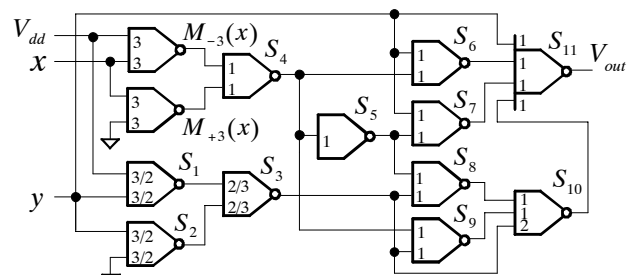 V_dd
x
y
3
3
M_{-3}(x)
3
3
M_{+3}(x)
1
1
S_4
3/2
3/2
S_1
3/2
3/2
S_2
2/3
2/3
S_3
1
S_5
1
1
S_6
1
1
S_7
1
1
S_8
1
1
S_9
1
1
2
S_10
1
1
1
1
S_11
V_out